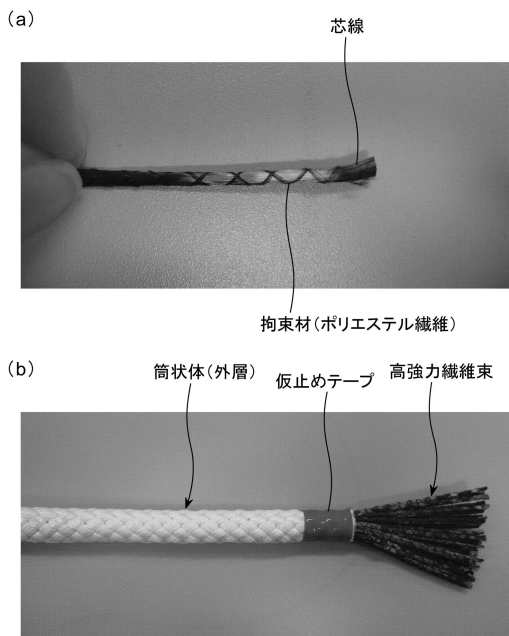 (a)
芯線
拘束材(ポリエステル繊維)
(b)
筒状体(外層)
仮止めテープ
高強力繊維束